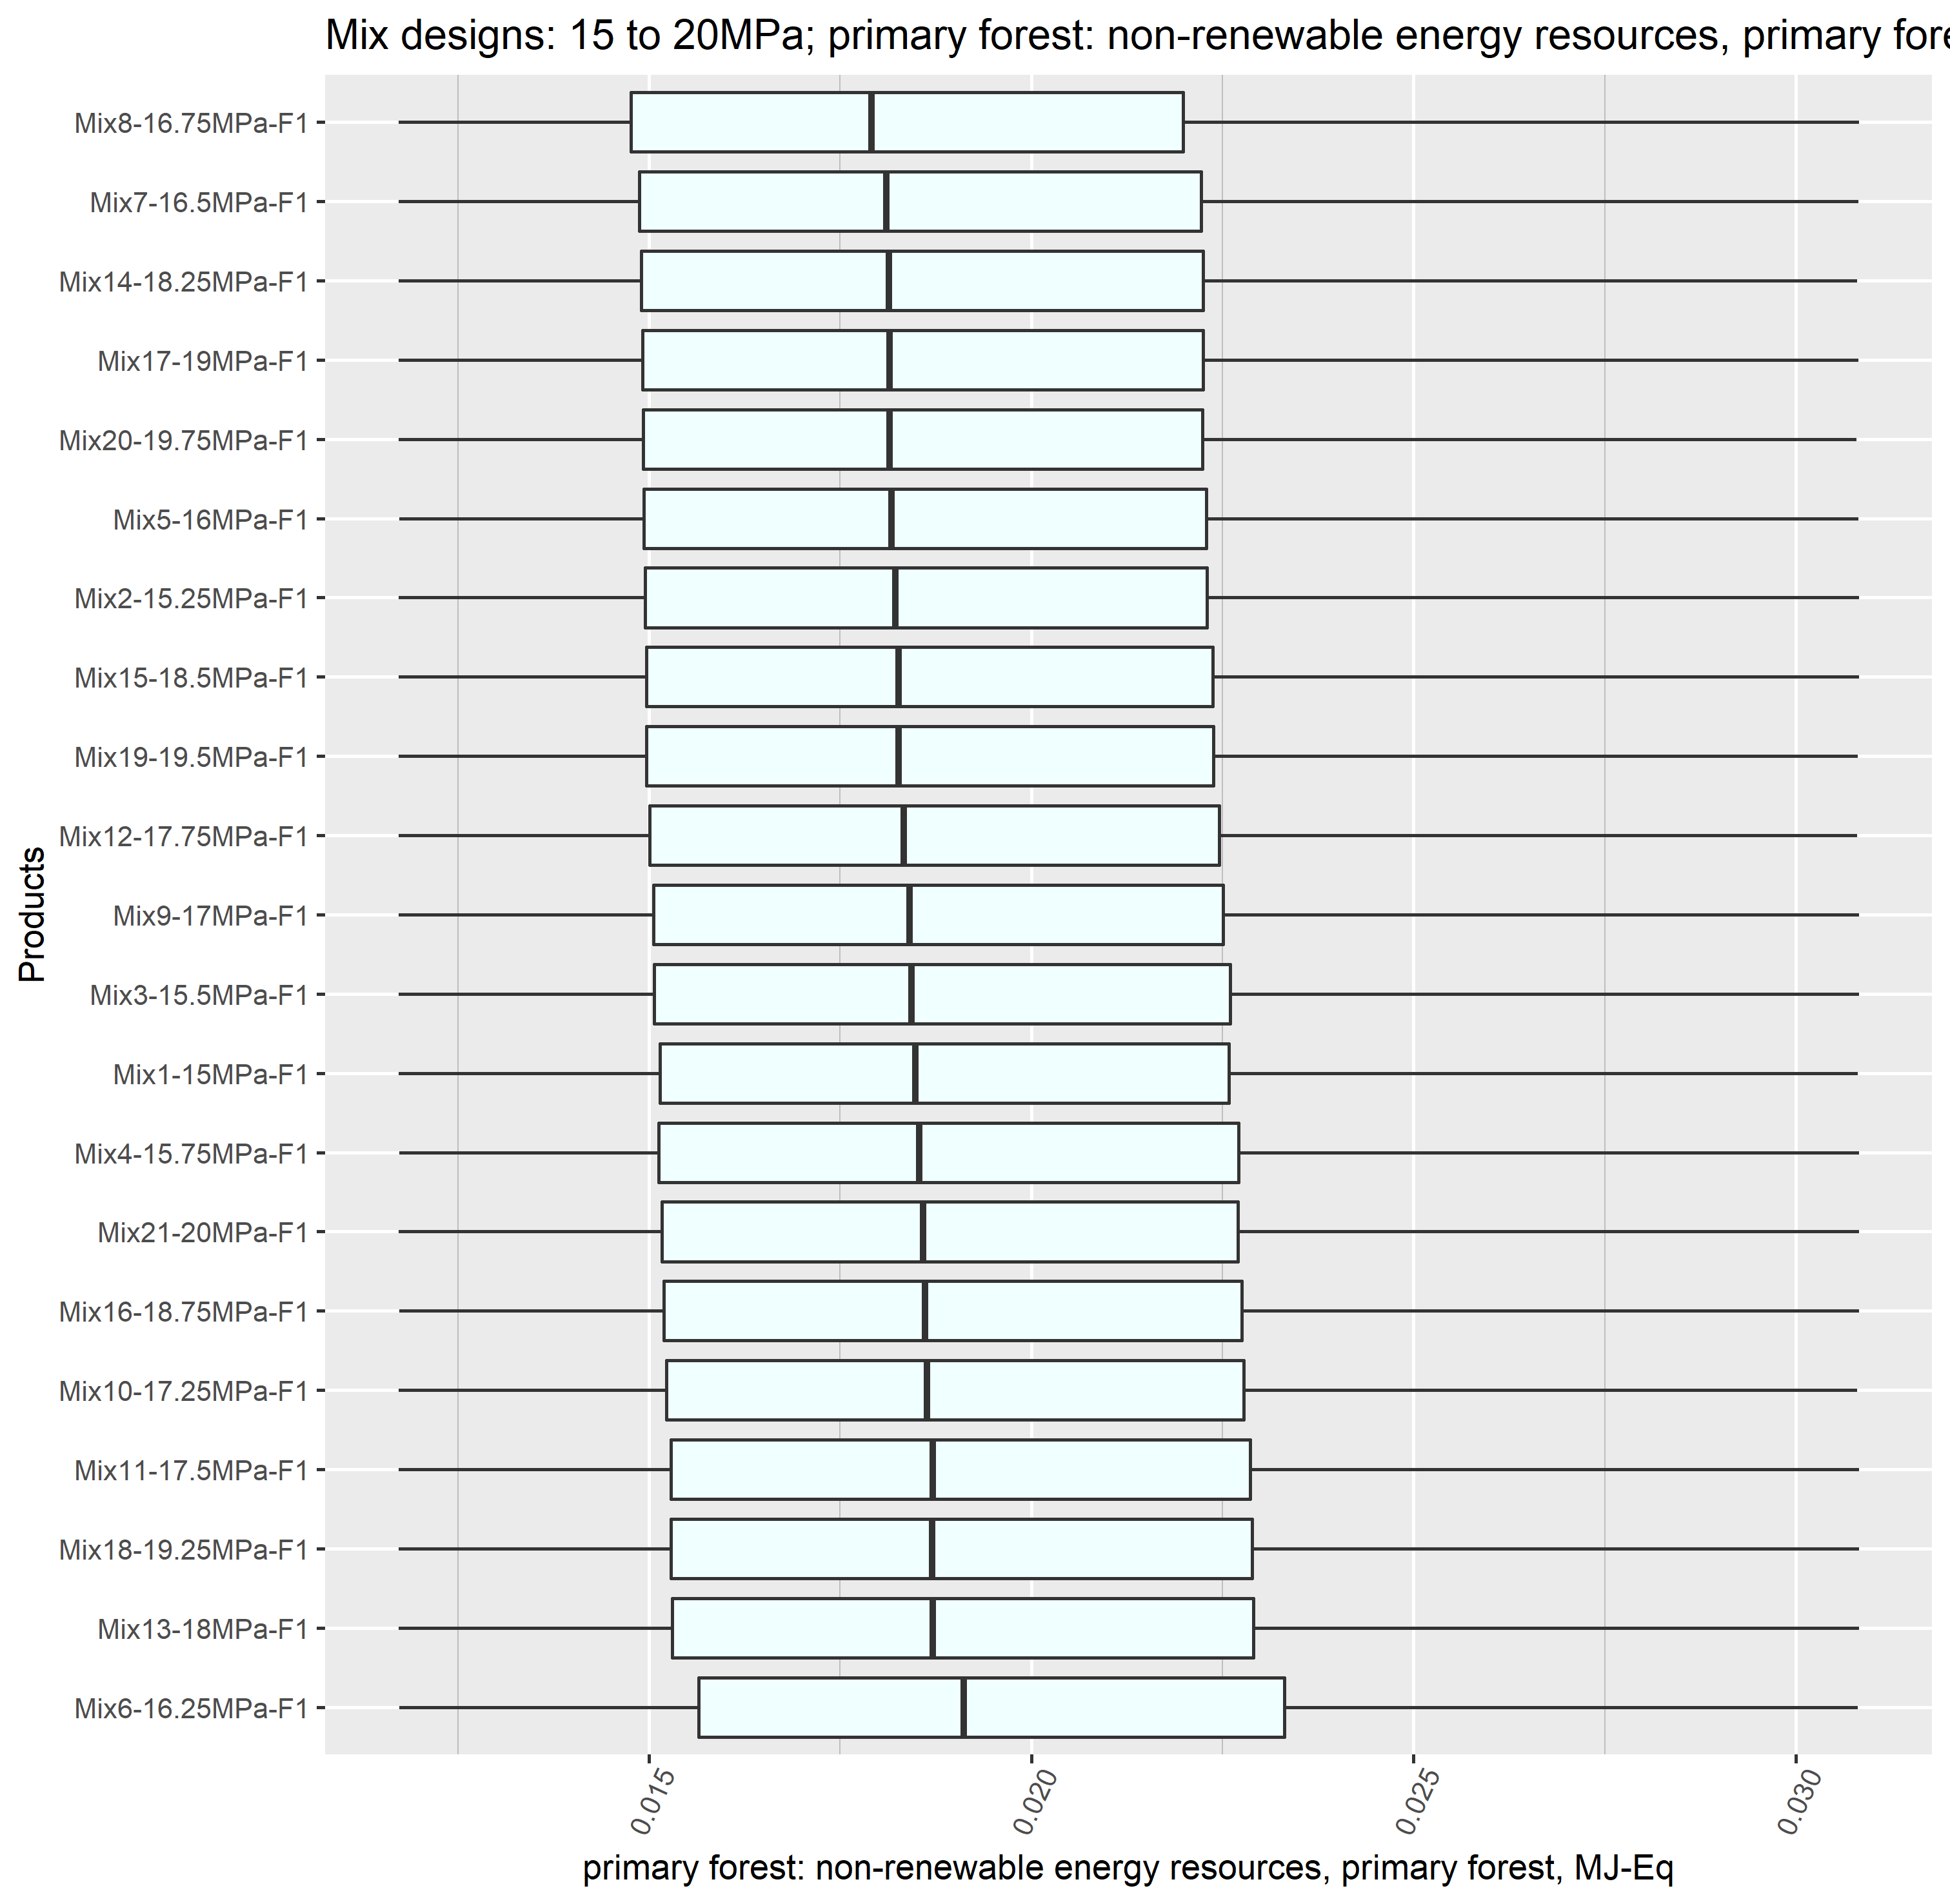 Mix designs: 15 to 20MPa; primary forest: non-renewable energy resources, primary fore
Mix8-16.75MPa-F1
Mix7-16.5MPa-F1
Mix14-18.25MPa-F1
Mix17-19MPa-F1
Mix20-19.75MPa-F1
Mix5-16MPa-F1
Mix2-15.25MPa-F1
Mix15-18.5MPa-F1
Mix19-19.5MPa-F1
Mix12-17.75MPa-F1
Mix9-17MPa-F1
Mix3-15.5MPa-F1
Mix1-15MPa-F1
Mix4-15.75MPa-F1
Mix21-20MPa-F1
Mix16-18.75MPa-F1
Mix10-17.25MPa-F1
Mix11-17.5MPa-F1
Mix18-19.25MPa-F1
Mix13-18MPa-F1
Mix6-16.25MPa-F1
Products
0.015
0.020
0.025
0.030
primary forest: non-renewable energy resources, primary forest, MJ-Eq